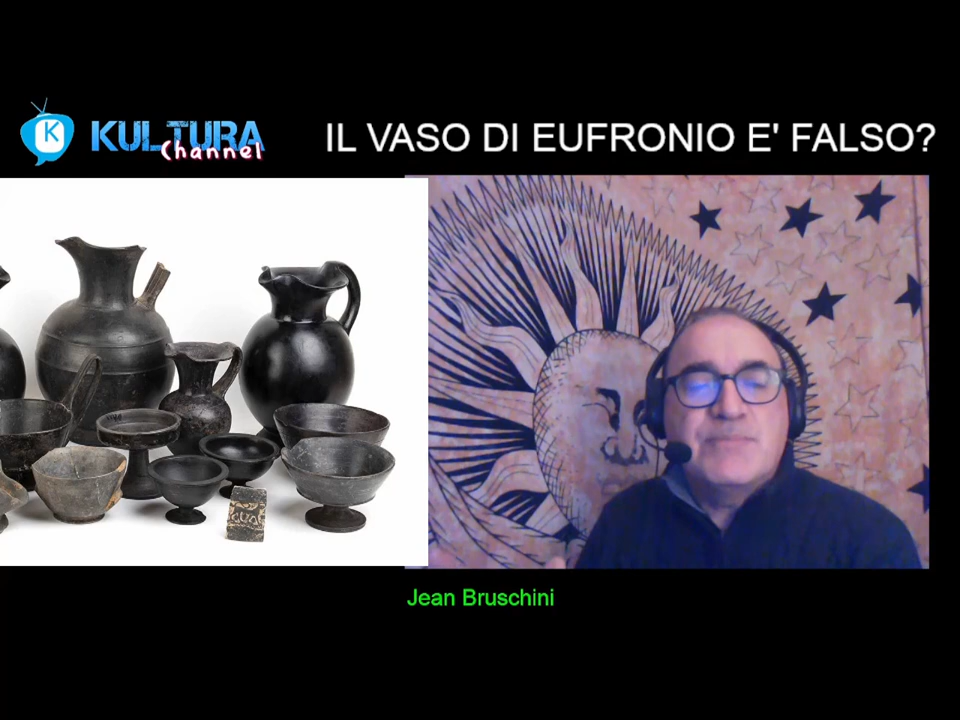 K KULTURA
Channel
IL VASO DI EUFRONIO E' FALSO?
Jean Bruschini